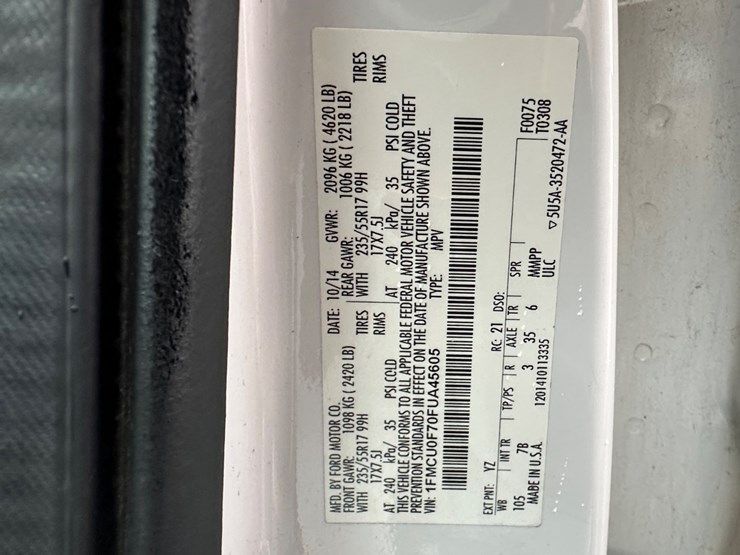 MFD. BY FORD MOTOR CO. DATE: 10/14 GVWR: 2096 KG ( 4620 LB)
FRONT GAWR: 1098 KG ( 2420 LB) REAR GAWR: 1006 KG ( 2218 LB)
WITH 235/55R17 99H TIRES WITH 235/55R17 99H TIRES
17X7.5J RIMS 17X7.5J RIMS
AT 240 kPa/ 35 PSI COLD AT 240 kPa/ 35 PSI COLD
THIS VEHICLE CONFORMS TO ALL APPLICABLE FEDERAL MOTOR VEHICLE SAFETY AND THEFT
PREVENTION STANDARDS IN EFFECT ON THE DATE OF MANUFACTURE SHOWN ABOVE.
VIN: 1FMCU0F70FUA45605 TYPE: MPV
EXT PNT: YZ RC: 21 DSO:
WB INT TR TP/PS R AXLE TR SPR F0075
105 7B 3 35 6 MMPP T0308
MADE IN U.S.A. 1201410113335 ULC ▽5U5A-3520472-AA